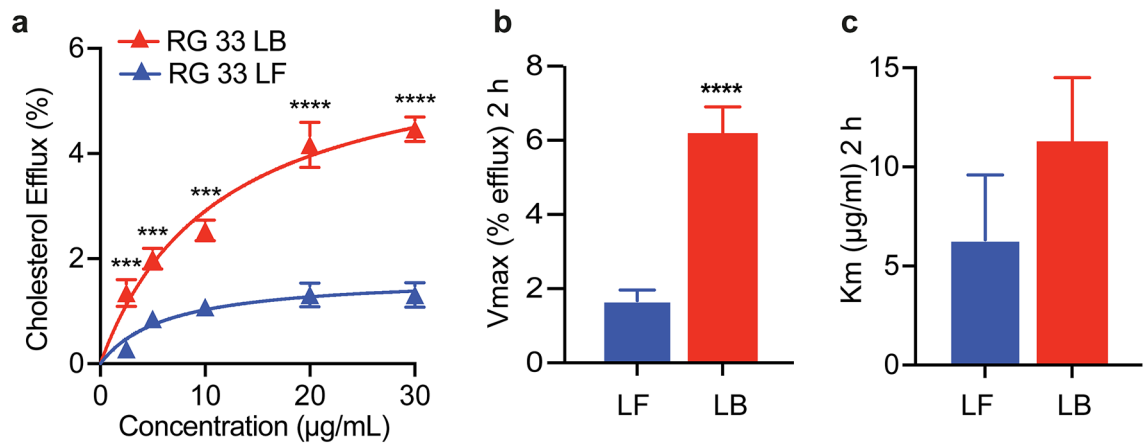 a
RG 33 LB
RG 33 LF
Cholesterol Efflux (%)
6
4
2
0
***
***
***
****
****
0 10 20 30
Concentration (µg/mL)
b
Vmax (% efflux) 2 h
8
6
4
2
0
****
LF LB
c
Km (µg/ml) 2 h
15
10
5
0
LF LB